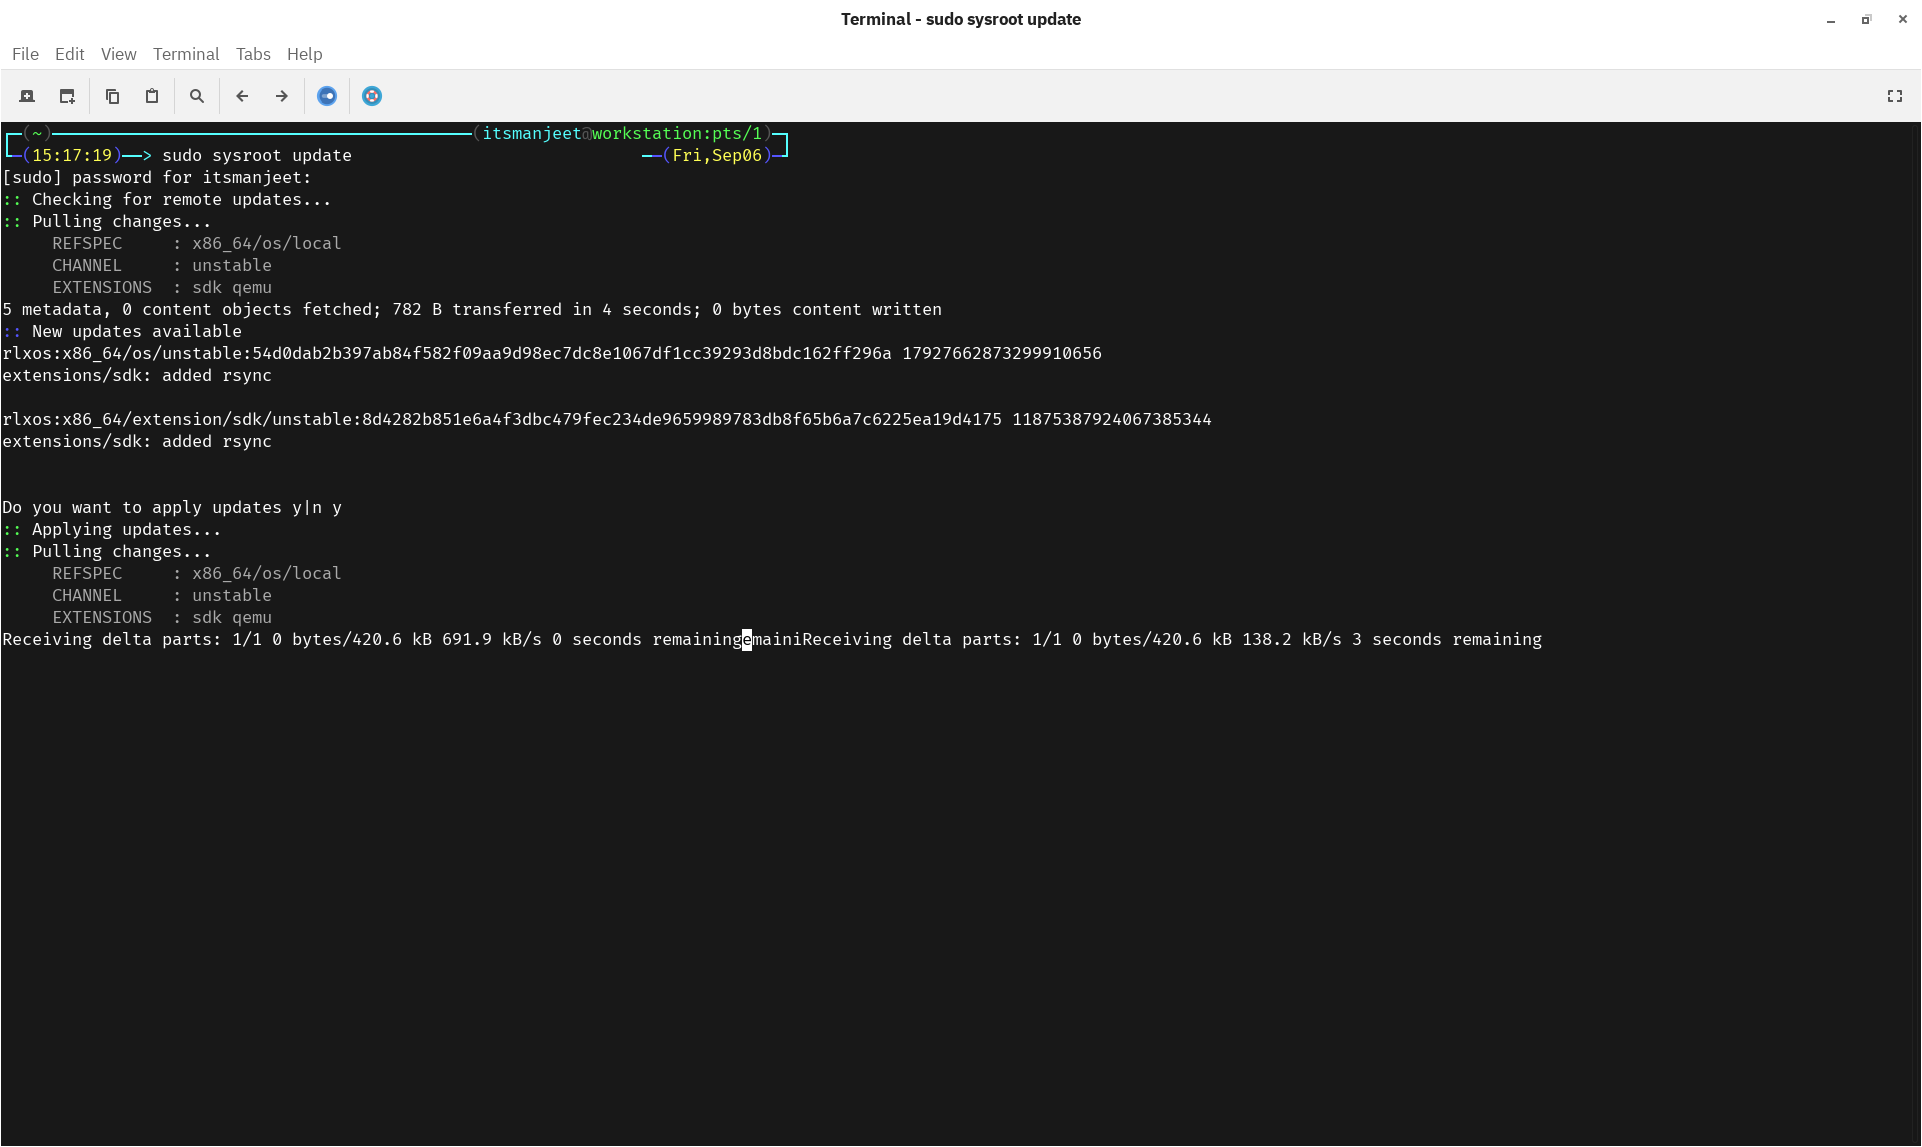 Terminal - sudo sysroot update
File Edit View Terminal Tabs Help
(~) (itsmanjeet@workstation:pts/1)
(15:17:19)—> sudo sysroot update —(Fri,Sep06)
[sudo] password for itsmanjeet:
:: Checking for remote updates...
:: Pulling changes...
REFSPEC : x86_64/os/local
CHANNEL : unstable
EXTENSIONS : sdk qemu
5 metadata, 0 content objects fetched; 782 B transferred in 4 seconds; 0 bytes content written
:: New updates available
rlxos:x86_64/os/unstable:54d0dab2b397ab84f582f09aa9d98ec7dc8e1067df1cc39293d8bdc162ff296a 17927662873299910656
extensions/sdk: added rsync
rlxos:x86_64/extension/sdk/unstable:8d4282b851e6a4f3dbc479fec234de9659989783db8f65b6a7c6225ea19d4175 11875387924067385344
extensions/sdk: added rsync
Do you want to apply updates y|n y
:: Applying updates...
:: Pulling changes...
REFSPEC : x86_64/os/local
CHANNEL : unstable
EXTENSIONS : sdk qemu
Receiving delta parts: 1/1 0 bytes/420.6 kB 691.9 kB/s 0 seconds remainingemainiReceiving delta parts: 1/1 0 bytes/420.6 kB 138.2 kB/s 3 seconds remaining